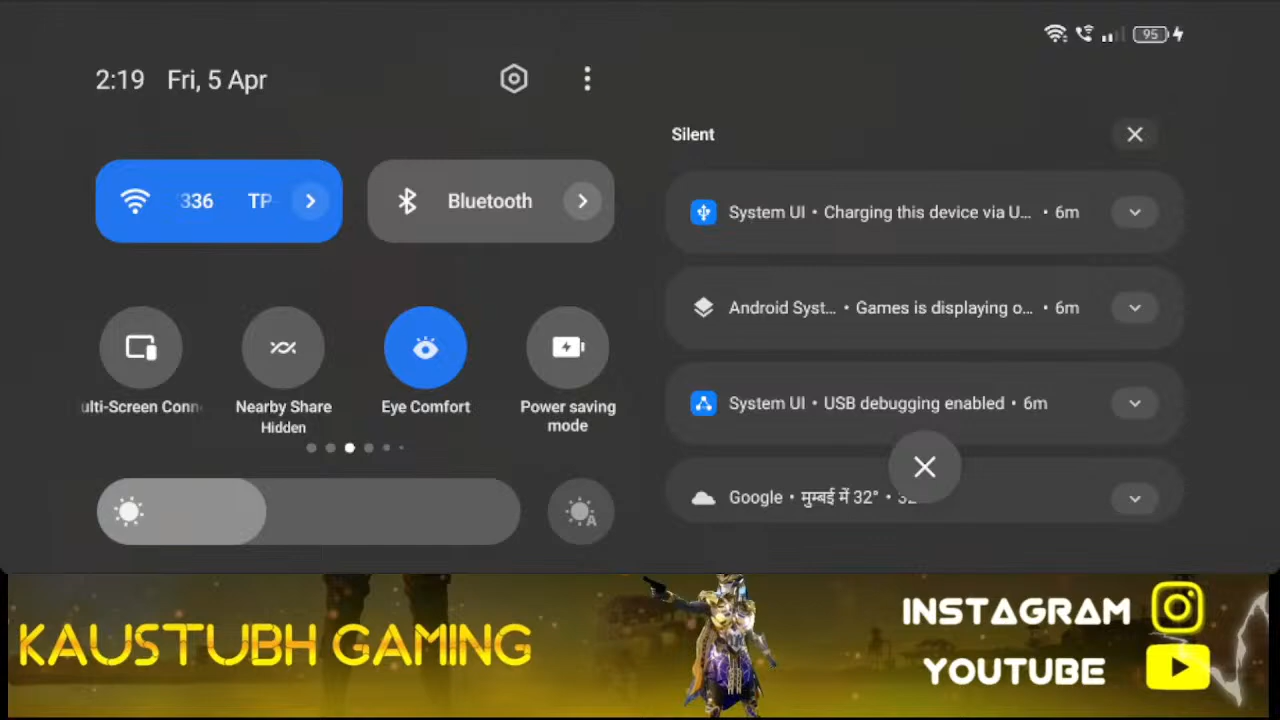 95
2:19 Fri, 5 Apr
Silent
336 TP
Bluetooth
System UI • Charging this device via U... • 6m
Android Syst... • Games is displaying o... • 6m
ulti-Screen Conn
Nearby Share
Hidden
Eye Comfort
Power saving
mode
System UI • USB debugging enabled • 6m
Google • मुम्बई में 32° • 32
A
KAUSTUBH GAMING
INSTAGRAM
YOUTUBE